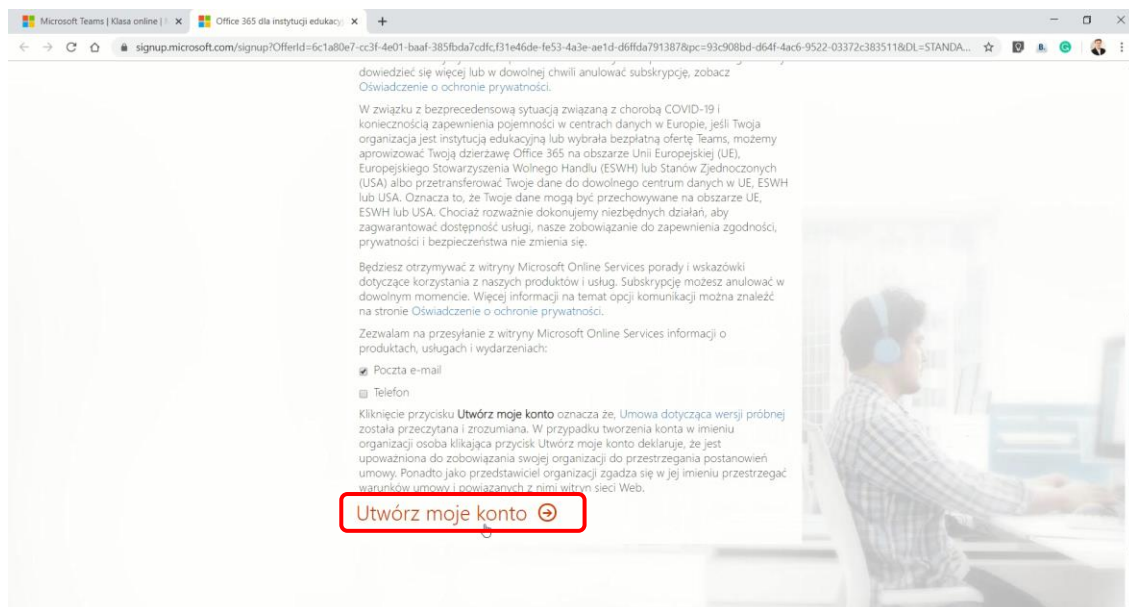 Microsoft Teams | Klasa online |
Office 365 dla instytucji edukacy
signup.microsoft.com/signup?OfferId=6c1a80e7-cc3f-4e01-baaf-385fbda7cdfc,f31e46de-fe53-4a3e-ae1d-d6ffda791387&pc=93c908bd-d64f-4ac6-9522-03372c383511&DL=STANDA...
dowiedzieć się więcej lub w dowolnej chwili anulować subskrypcję, zobacz
Oświadczenie o ochronie prywatności.
W związku z bezprecedensową sytuacją związaną z chorobą COVID-19 i
koniecznością zapewnienia pojemności w centrach danych w Europie, jeśli Twoja
organizacja jest instytucją edukacyjną lub wybrała bezpłatną ofertę Teams, możemy
aprowizować Twoją dzierżawę Office 365 na obszarze Unii Europejskiej (UE),
Europejskiego Stowarzyszenia Wolnego Handlu (ESWH) lub Stanów Zjednoczonych
(USA) albo przetransferować Twoje dane do dowolnego centrum danych w UE, ESWH
lub USA. Oznacza to, że Twoje dane mogą być przechowywane na obszarze UE,
ESWH lub USA. Chociaż rozważnie dokonujemy niezbędnych działań, aby
zagwarantować dostępność usługi, nasze zobowiązanie do zapewnienia zgodności,
prywatności i bezpieczeństwa nie zmienia się.
Będziesz otrzymywać z witryny Microsoft Online Services porady i wskazówki
dotyczące korzystania z naszych produktów i usług. Subskrypcję możesz anulować w
dowolnym momencie. Więcej informacji na temat opcji komunikacji można znaleźć
na stronie Oświadczenie o ochronie prywatności.
Zezwalam na przesyłanie z witryny Microsoft Online Services informacji o
produktach, usługach i wydarzeniach:
Poczta e-mail
Telefon
Kliknięcie przycisku Utwórz moje konto oznacza że, Umowa dotycząca wersji próbnej
została przeczytana i zrozumiana. W przypadku tworzenia konta w imieniu
organizacji osoba klikająca przycisk Utwórz moje konto deklaruje, że jest
upoważniona do zobowiązania swojej organizacji do przestrzegania postanowień
umowy. Ponadto jako przedstawiciel organizacji zgadza się w jej imieniu przestrzegać
warunków umowy i powiązanych z nimi witryn sieci Web.
Utwórz moje konto